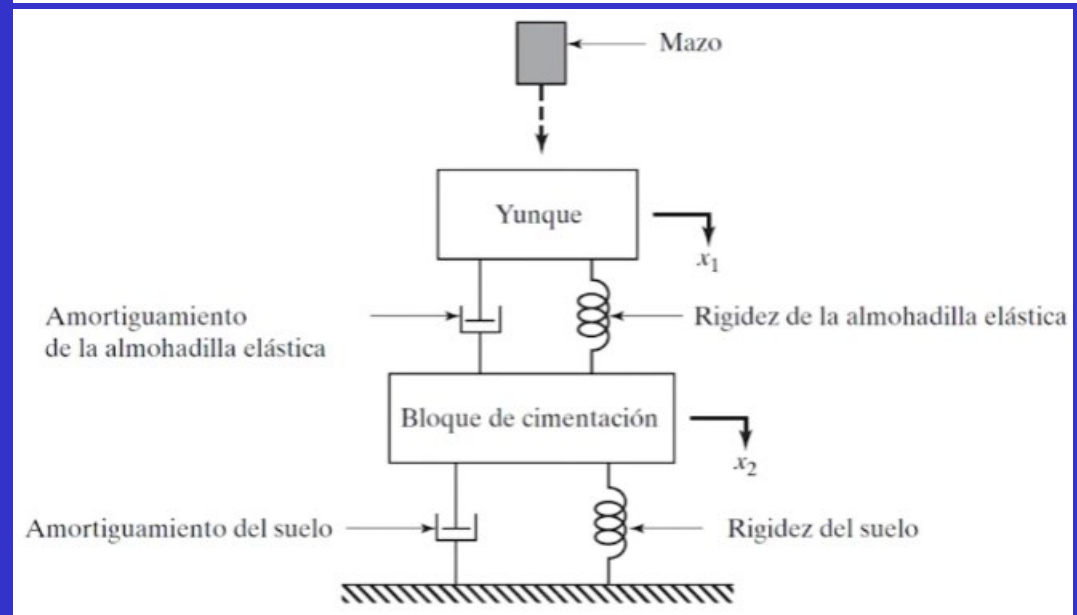 Mazo
Yunque
x1
Amortiguamiento
de la almohadilla elástica
Rigidez de la almohadilla elástica
Bloque de cimentación
x2
Amortiguamiento del suelo
Rigidez del suelo